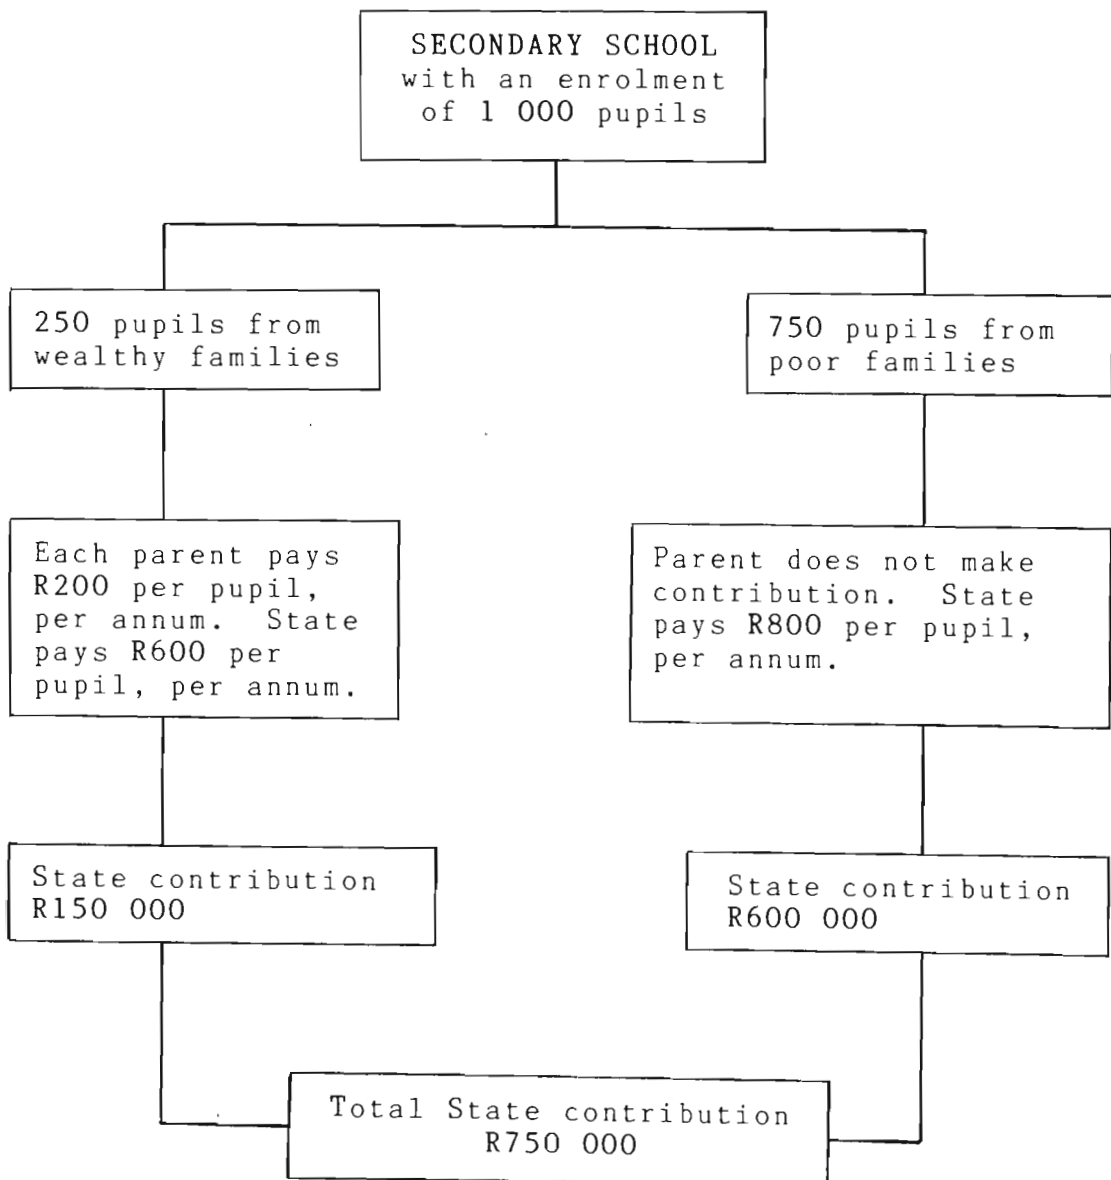 SECONDARY SCHOOL
with an enrolment
of 1 000 pupils
250 pupils from
wealthy families
750 pupils from
poor families
Each parent pays
R200 per pupil,
per annum. State
pays R600 per
pupil, per annum.
Parent does not make
contribution. State
pays R800 per pupil,
per annum.
State contribution
R150 000
State contribution
R600 000
Total State contribution
R750 000